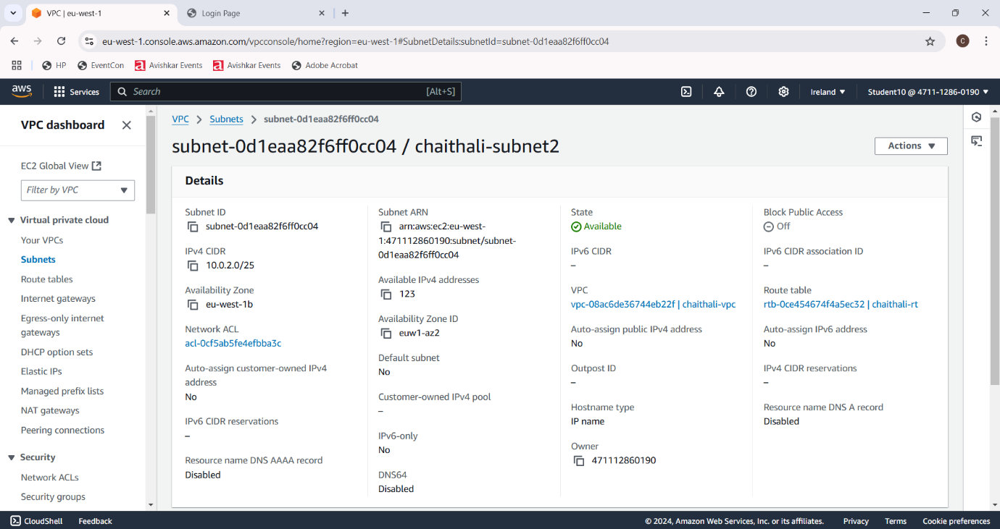 VPC | eu-west-1
Login Page
eu-west-1.console.aws.amazon.com/vpcconsole/home?region=eu-west-1#SubnetDetails:subnetId=subnet-0d1eaa82f6ff0cc04
C
HP
EventCon
Avishkar Events
Avishkar Events
Adobe Acrobat
aws
Services
Search
[Alt+S]
Ireland
Student10 @ 4711-1286-0190
VPC dashboard
EC2 Global View
Filter by VPC
Virtual private cloud
Your VPCs
Subnets
Route tables
Internet gateways
Egress-only internet
gateways
DHCP option sets
Elastic IPs
Managed prefix lists
NAT gateways
Peering connections
Security
Network ACLs
Security groups
VPC
Subnets
subnet-0d1eaa82f6ff0cc04
subnet-0d1eaa82f6ff0cc04 / chaithali-subnet2
Actions
Details
Subnet ID
subnet-0d1eaa82f6ff0cc04
IPv4 CIDR
10.0.2.0/25
Availability Zone
eu-west-1b
Network ACL
acl-0cf5ab5fe4efbba3c
Auto-assign customer-owned IPv4
address
No
IPv6 CIDR reservations
–
Resource name DNS AAAA record
Disabled
Subnet ARN
arn:aws:ec2:eu-west-
1:471112860190:subnet/subnet-
0d1eaa82f6ff0cc04
Available IPv4 addresses
123
Availability Zone ID
euw1-az2
Default subnet
No
Customer-owned IPv4 pool
–
IPv6-only
No
DNS64
Disabled
State
Available
IPv6 CIDR
–
VPC
vpc-08ac6de36744eb22f | chaithali-vpc
Auto-assign public IPv4 address
No
Outpost ID
–
Hostname type
IP name
Owner
471112860190
Block Public Access
Off
IPv6 CIDR association ID
–
Route table
rtb-0ce454674f4a5ec32 | chaithali-rt
Auto-assign IPv6 address
No
IPv4 CIDR reservations
–
Resource name DNS A record
Disabled
CloudShell
Feedback
© 2024, Amazon Web Services, Inc. or its affiliates.
Privacy
Terms
Cookie preferences